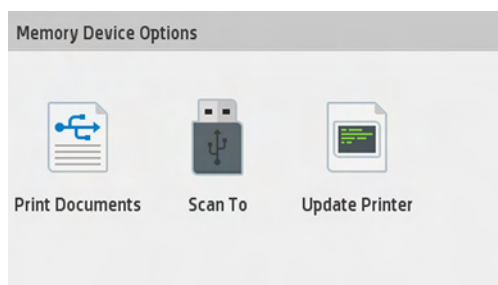 Memory Device Options
Print Documents
Scan To
Update Printer